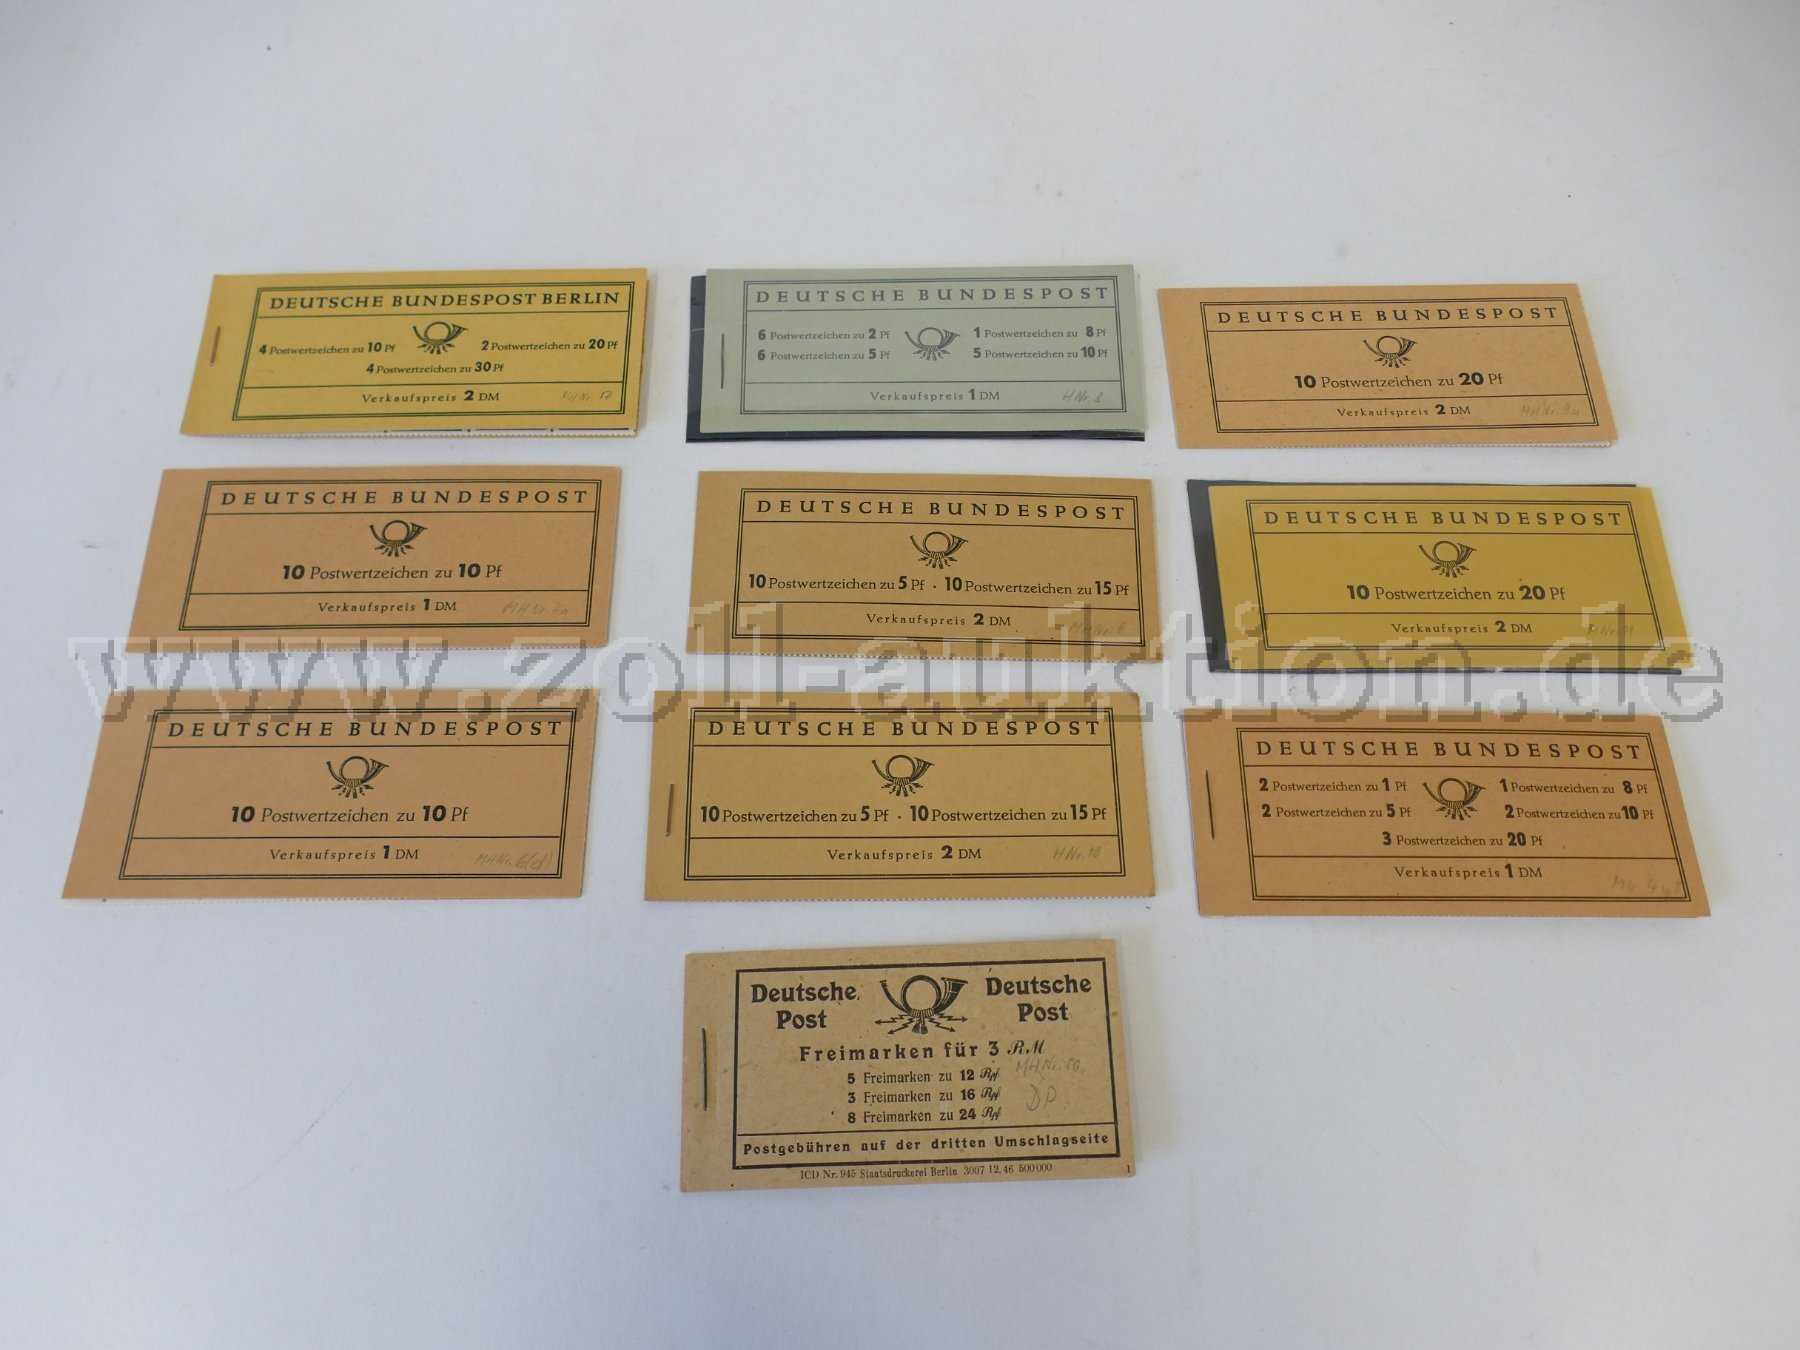 DEUTSCHE BUNDESPOST BERLIN
4 Postwertzeichen zu 10 Pf
2 Postwertzeichen zu 20 Pf
4 Postwertzeichen zu 30 Pf
Verkaufspreis 2 DM
DEUTSCHE BUNDESPOST
6 Postwertzeichen zu 2 Pf
1 Postwertzeichen zu 8 Pf
6 Postwertzeichen zu 5 Pf
5 Postwertzeichen zu 10 Pf
Verkaufspreis 1 DM
DEUTSCHE BUNDESPOST
10 Postwertzeichen zu 20 Pf
Verkaufspreis 2 DM
DEUTSCHE BUNDESPOST
10 Postwertzeichen zu 10 Pf
Verkaufspreis 1 DM
DEUTSCHE BUNDESPOST
10 Postwertzeichen zu 5 Pf · 10 Postwertzeichen zu 15 Pf
Verkaufspreis 2 DM
DEUTSCHE BUNDESPOST
10 Postwertzeichen zu 20 Pf
Verkaufspreis 2 DM
www.zoll-auktion.de
DEUTSCHE BUNDESPOST
10 Postwertzeichen zu 10 Pf
Verkaufspreis 1 DM
DEUTSCHE BUNDESPOST
10 Postwertzeichen zu 5 Pf · 10 Postwertzeichen zu 15 Pf
Verkaufspreis 2 DM
DEUTSCHE BUNDESPOST
2 Postwertzeichen zu 1 Pf
1 Postwertzeichen zu 8 Pf
2 Postwertzeichen zu 5 Pf
2 Postwertzeichen zu 10 Pf
3 Postwertzeichen zu 20 Pf
Verkaufspreis 1 DM
Deutsche Post
Deutsche Post
Freimarken für 3 RM
5 Freimarken zu 12 Rpf
3 Freimarken zu 16 Rpf
8 Freimarken zu 24 Rpf
DP
Postgebühren auf der dritten Umschlagseite
ICD Nr. 945 Staatsdruckerei Berlin 3007 12. 46 500 000
1